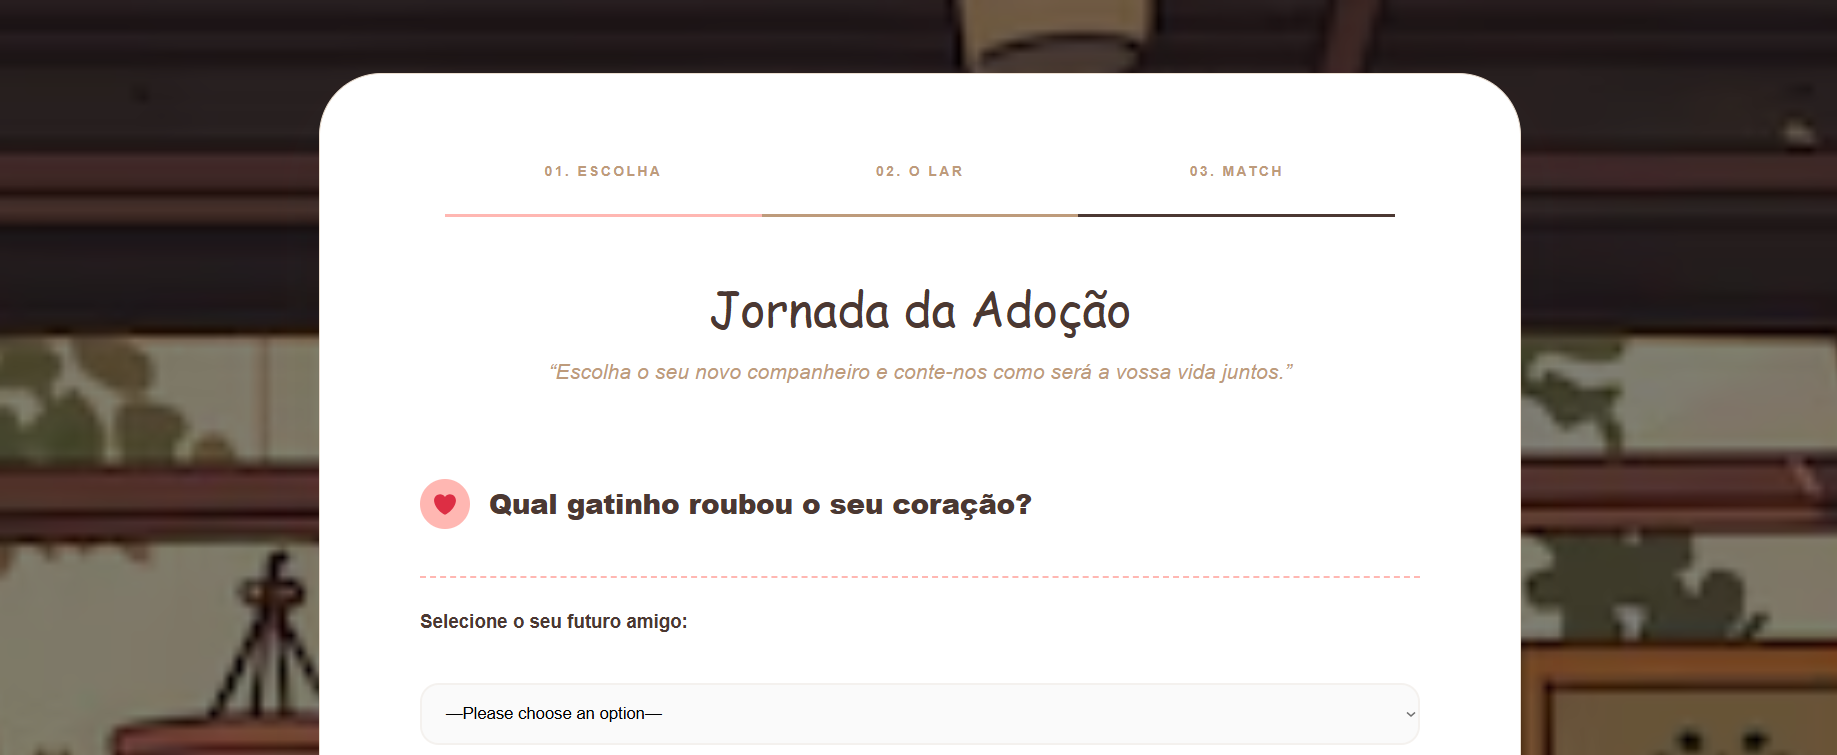 01. ESCOLHA
02. O LAR
03. MATCH
Jornada da Adoção
“Escolha o seu novo companheiro e conte-nos como será a vossa vida juntos.”
Qual gatinho roubou o seu coração?
Selecione o seu futuro amigo:
—Please choose an option—